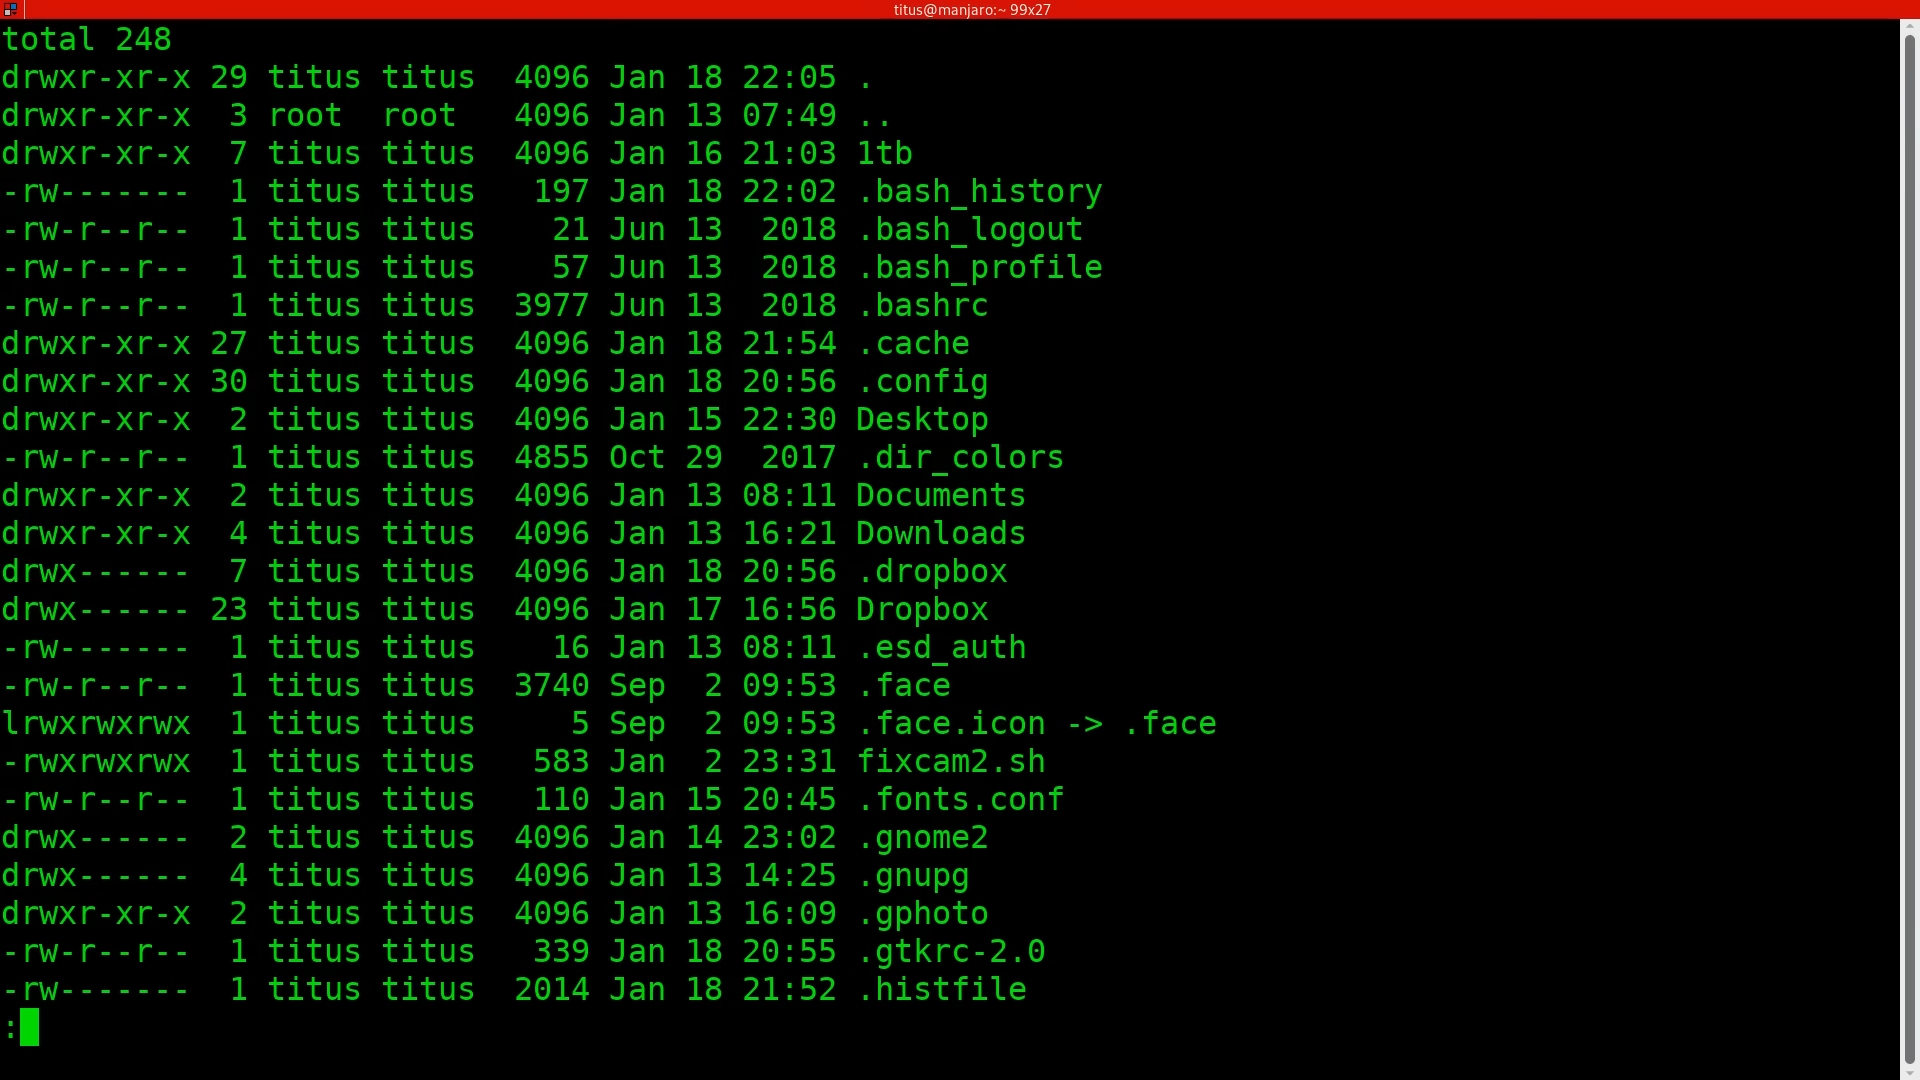 titus@manjaro:~ 99x27
total 248
drwxr-xr-x 29 titus titus  4096 Jan 18 22:05 .
drwxr-xr-x  3 root  root   4096 Jan 13 07:49 ..
drwxr-xr-x  7 titus titus  4096 Jan 16 21:03 1tb
-rw-------  1 titus titus   197 Jan 18 22:02 .bash_history
-rw-r--r--  1 titus titus    21 Jun 13  2018 .bash_logout
-rw-r--r--  1 titus titus    57 Jun 13  2018 .bash_profile
-rw-r--r--  1 titus titus  3977 Jun 13  2018 .bashrc
drwxr-xr-x 27 titus titus  4096 Jan 18 21:54 .cache
drwxr-xr-x 30 titus titus  4096 Jan 18 20:56 .config
drwxr-xr-x  2 titus titus  4096 Jan 15 22:30 Desktop
-rw-r--r--  1 titus titus  4855 Oct 29  2017 .dir_colors
drwxr-xr-x  2 titus titus  4096 Jan 13 08:11 Documents
drwxr-xr-x  4 titus titus  4096 Jan 13 16:21 Downloads
drwx------  7 titus titus  4096 Jan 18 20:56 .dropbox
drwx------ 23 titus titus  4096 Jan 17 16:56 Dropbox
-rw-------  1 titus titus    16 Jan 13 08:11 .esd_auth
-rw-r--r--  1 titus titus  3740 Sep  2 09:53 .face
lrwxrwxrwx  1 titus titus     5 Sep  2 09:53 .face.icon -> .face
-rwxrwxrwx  1 titus titus   583 Jan  2 23:31 fixcam2.sh
-rw-r--r--  1 titus titus   110 Jan 15 20:45 .fonts.conf
drwx------  2 titus titus  4096 Jan 14 23:02 .gnome2
drwx------  4 titus titus  4096 Jan 13 14:25 .gnupg
drwxr-xr-x  2 titus titus  4096 Jan 13 16:09 .gphoto
-rw-r--r--  1 titus titus   339 Jan 18 20:55 .gtkrc-2.0
-rw-------  1 titus titus  2014 Jan 18 21:52 .histfile
: